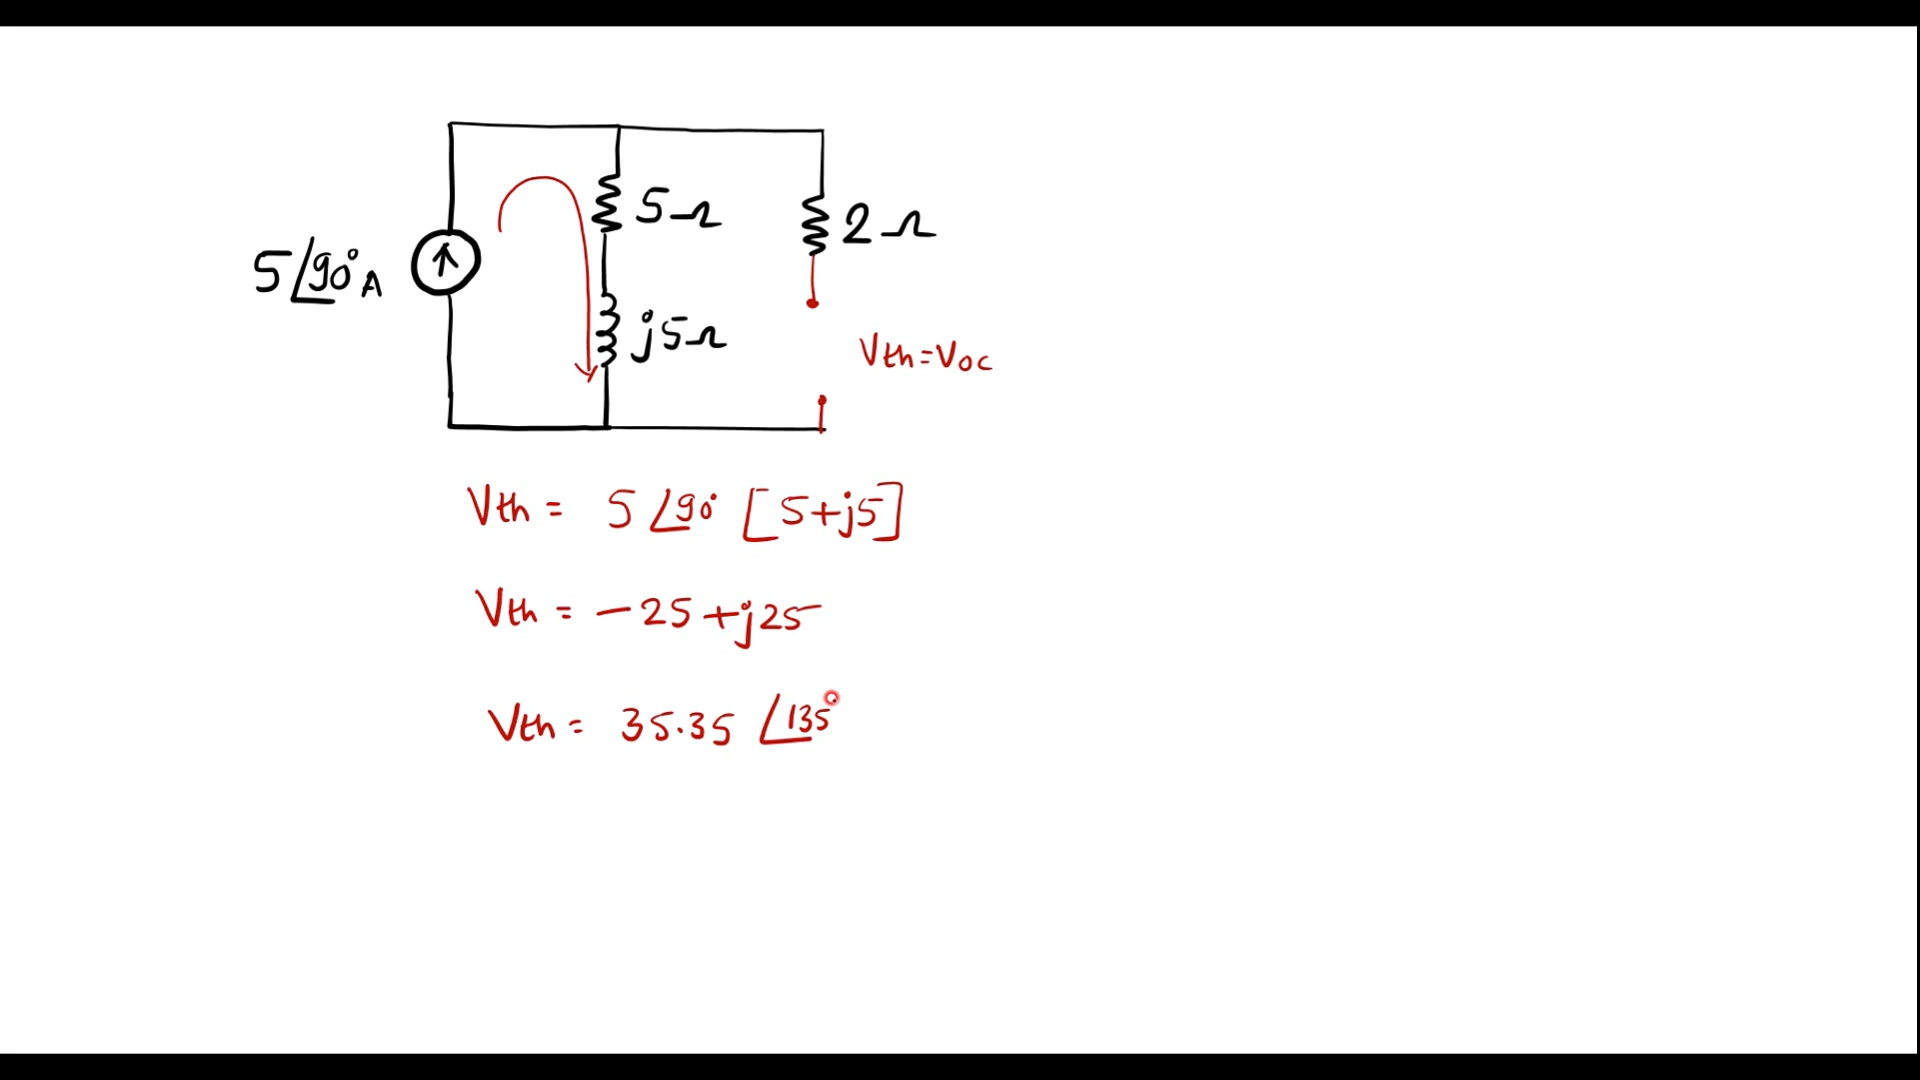 5Ω
2Ω
5∠90°A
j5Ω
Vth=Voc
Vth = 5∠90° [5+j5]
Vth = -25+j25
Vth = 35.35 ∠135°